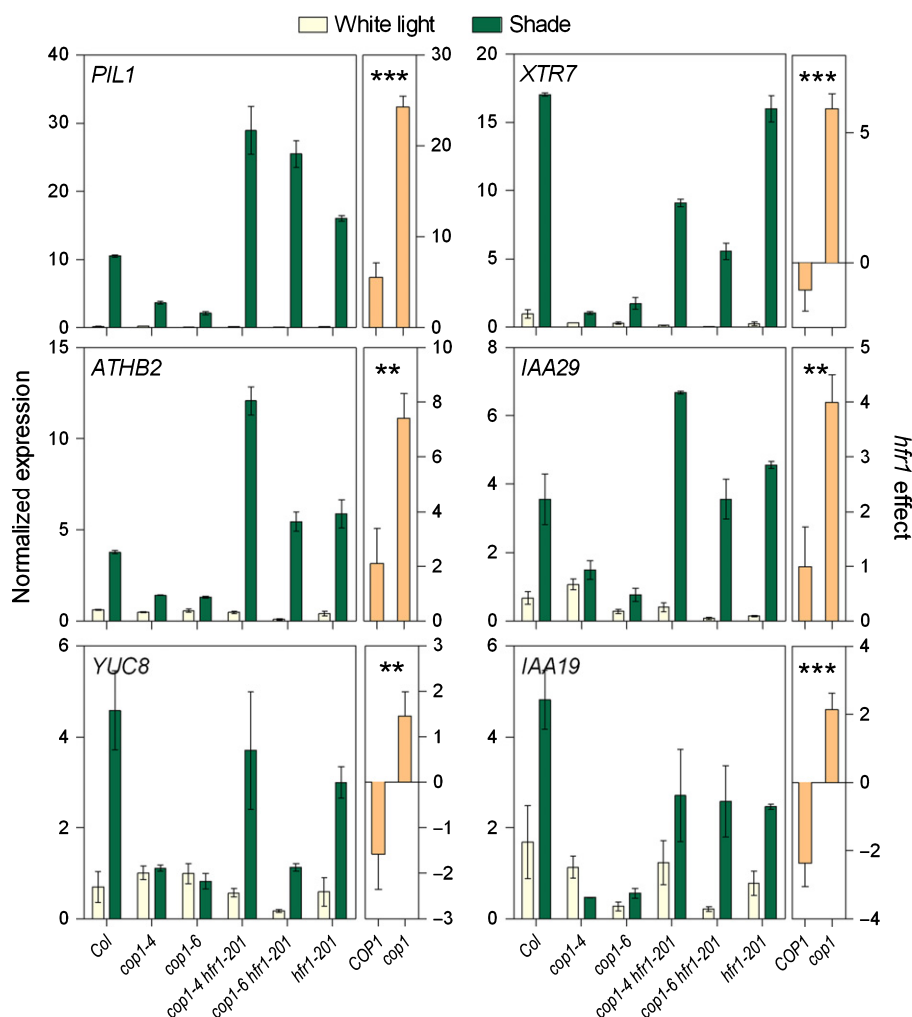 White light Shade
PIL1
***
40
30
20
10
0
30
20
10
0
XTR7
***
20
15
10
5
0
5
0
ATHB2
**
15
10
5
0
10
8
6
4
2
0
IAA29
**
8
6
4
2
0
5
4
3
2
1
0
YUC8
**
6
4
2
0
3
2
1
0
–1
–2
–3
IAA19
***
6
4
2
0
4
2
0
–2
–4
Normalized expression
hfr1 effect
Col
cop1-4
cop1-6
cop1-4 hfr1-201
cop1-6 hfr1-201
hfr1-201
COP1
cop1
Col
cop1-4
cop1-6
cop1-4 hfr1-201
cop1-6 hfr1-201
hfr1-201
COP1
cop1